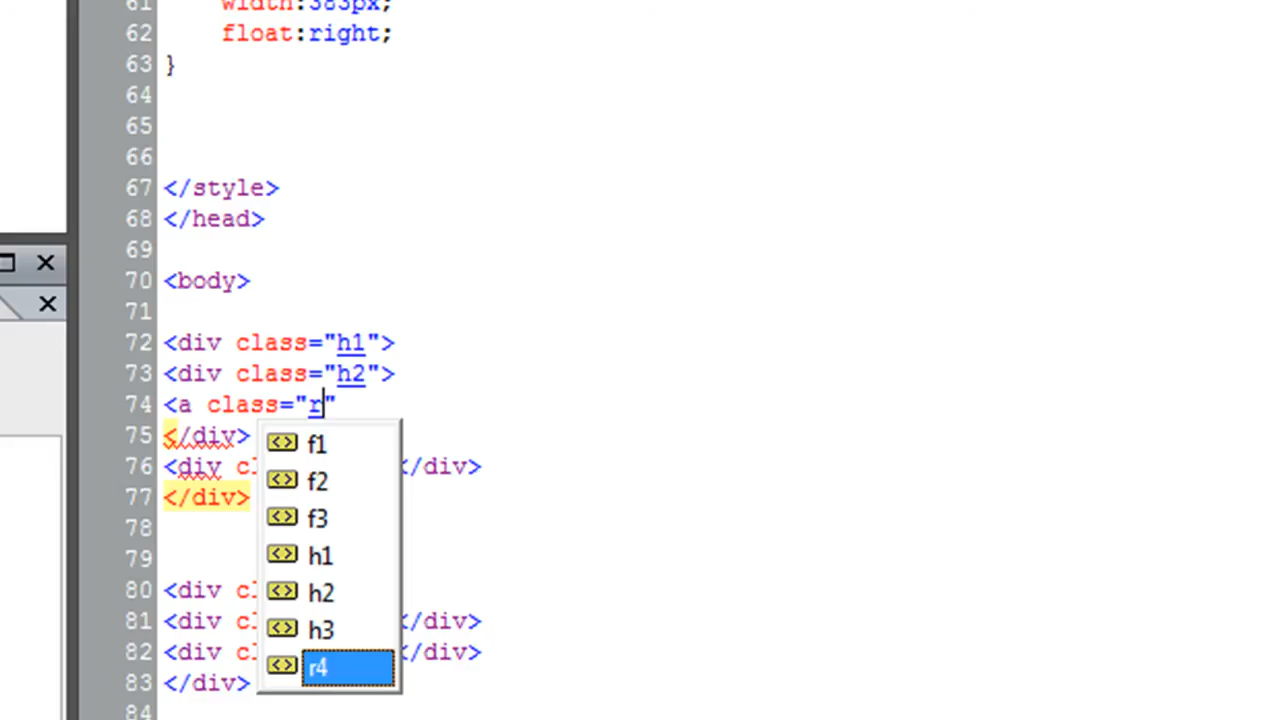 61 width:383px;
62 float:right;
63 }
64
65
66
67 </style>
68 </head>
69
70 <body>
71
72 <div class="h1">
73 <div class="h2">
74 <a class="r"
75 </div>
76 <div cl </div>
77 </div>
78
79
80 <div cl
81 <div cl </div>
82 <div cl </div>
83 </div>
84
f1
f2
f3
h1
h2
h3
r4